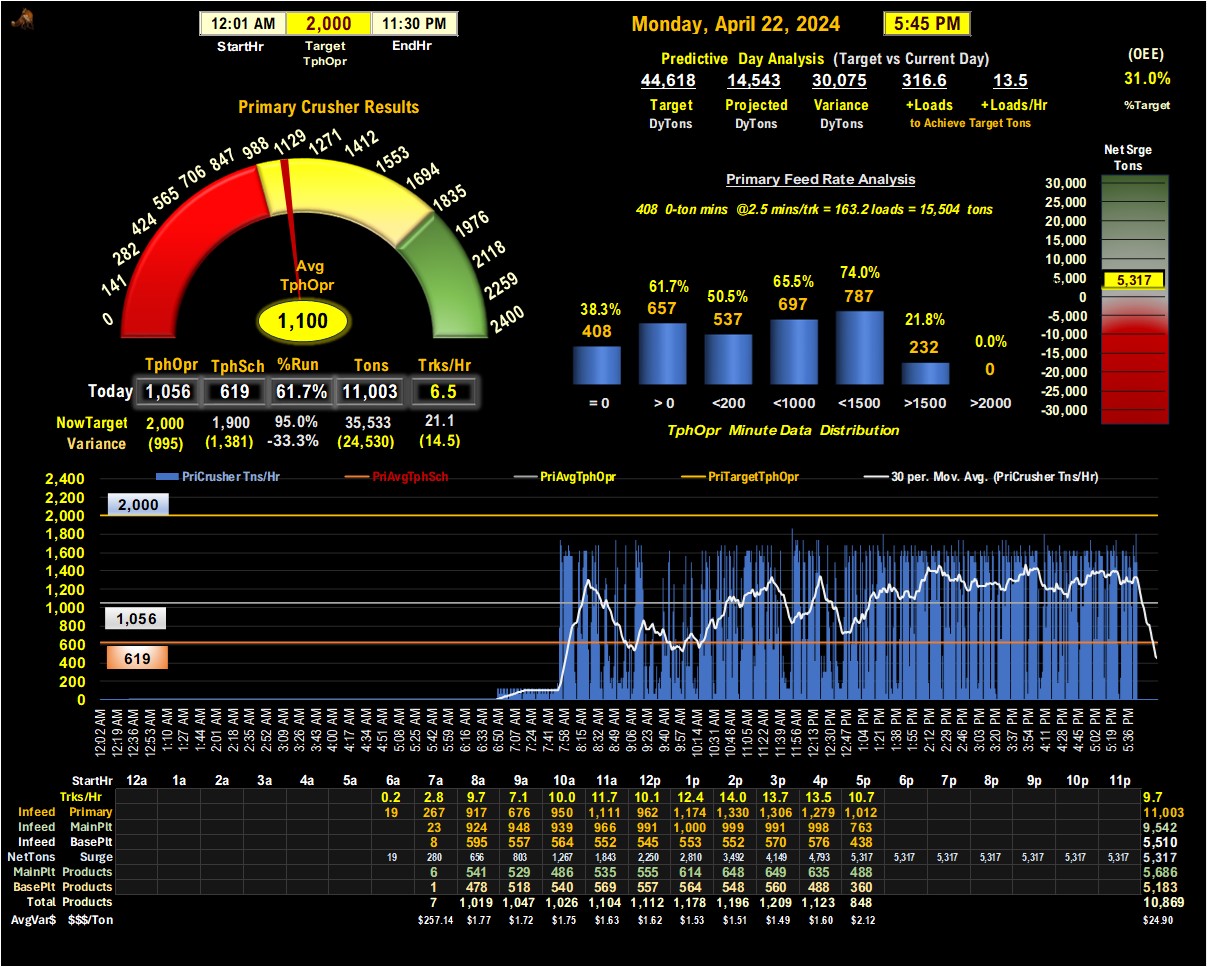 12:01 AM 2,000 11:30 PM
StartHr Target TphOpr EndHr
Monday, April 22, 2024 5:45 PM
Predictive Day Analysis (Target vs Current Day)
44,618 14,543 30,075 316.6 13.5
Target Projected Variance +Loads +Loads/Hr
DyTons DyTons DyTons to Achieve Target Tons
(OEE)
31.0%
%Target
Primary Crusher Results
0 141 282 424 565 706 847 988 1129 1271 1412 1553 1694 1835 1976 2118 2259 2400
Avg
TphOpr
1,100
TphOpr TphSch %Run Tons Trks/Hr
Today 1,056 619 61.7% 11,003 6.5
NowTarget 2,000 1,900 95.0% 35,533 21.1
Variance (995) (1,381) -33.3% (24,530) (14.5)
Primary Feed Rate Analysis
408 0-ton mins @2.5 mins/trk = 163.2 loads = 15,504 tons
38.3% 61.7% 50.5% 65.5% 74.0% 21.8% 0.0%
408 657 537 697 787 232 0
= 0 > 0 <200 <1000 <1500 >1500 >2000
TphOpr Minute Data Distribution
Net Srge
Tons
30,000
25,000
20,000
15,000
10,000
5,000
5,317
0
-5,000
-10,000
-15,000
-20,000
-25,000
-30,000
PriCrusher Tns/Hr PriAvgTphSch PriAvgTphOpr PriTargetTphOpr 30 per. Mov. Avg. (PriCrusher Tns/Hr)
2,400
2,200
2,000
1,800
1,600
1,400
1,200
1,000
800
600
400
200
0
2,000
1,056
619
12:02 AM 12:19 AM 12:36 AM 12:53 AM 1:10 AM 1:27 AM 1:44 AM 2:01 AM 2:18 AM 2:35 AM 2:52 AM 3:09 AM 3:26 AM 3:43 AM 4:00 AM 4:17 AM 4:34 AM 4:51 AM 5:08 AM 5:25 AM 5:42 AM 5:59 AM 6:16 AM 6:33 AM 6:50 AM 7:07 AM 7:24 AM 7:41 AM 7:58 AM 8:15 AM 8:32 AM 8:49 AM 9:06 AM 9:23 AM 9:40 AM 9:57 AM 10:14 AM 10:31 AM 10:48 AM 11:05 AM 11:22 AM 11:39 AM 11:56 AM 12:13 PM 12:30 PM 12:47 PM 1:04 PM 1:21 PM 1:38 PM 1:55 PM 2:12 PM 2:29 PM 2:46 PM 3:03 PM 3:20 PM 3:37 PM 3:54 PM 4:11 PM 4:28 PM 4:45 PM 5:02 PM 5:19 PM 5:36 PM
StartHr 12a 1a 2a 3a 4a 5a 6a 7a 8a 9a 10a 11a 12p 1p 2p 3p 4p 5p 6p 7p 8p 9p 10p 11p
Trks/Hr 0.2 2.8 9.7 7.1 10.0 11.7 10.1 12.4 14.0 13.7 13.5 10.7 9.7
Infeed Primary 19 267 917 676 950 1,111 962 1,174 1,330 1,306 1,279 1,012 11,003
Infeed MainPlt 23 924 948 939 966 991 1,000 999 991 998 763 9,542
Infeed BasePlt 8 595 557 564 552 545 553 552 570 576 438 5,510
NetTons Surge 19 280 656 803 1,267 1,843 2,250 2,810 3,492 4,149 4,793 5,317 5,317 5,317 5,317 5,317 5,317 5,317 5,317
MainPlt Products 6 541 529 486 535 555 614 648 649 635 488 5,686
BasePlt Products 1 478 518 540 569 557 564 548 560 488 360 5,183
Total Products 7 1,019 1,047 1,026 1,104 1,112 1,178 1,196 1,209 1,123 848 10,869
AvgVar$ $$$/Ton $257.14 $1.77 $1.72 $1.75 $1.63 $1.62 $1.53 $1.51 $1.49 $1.60 $2.12 $24.90